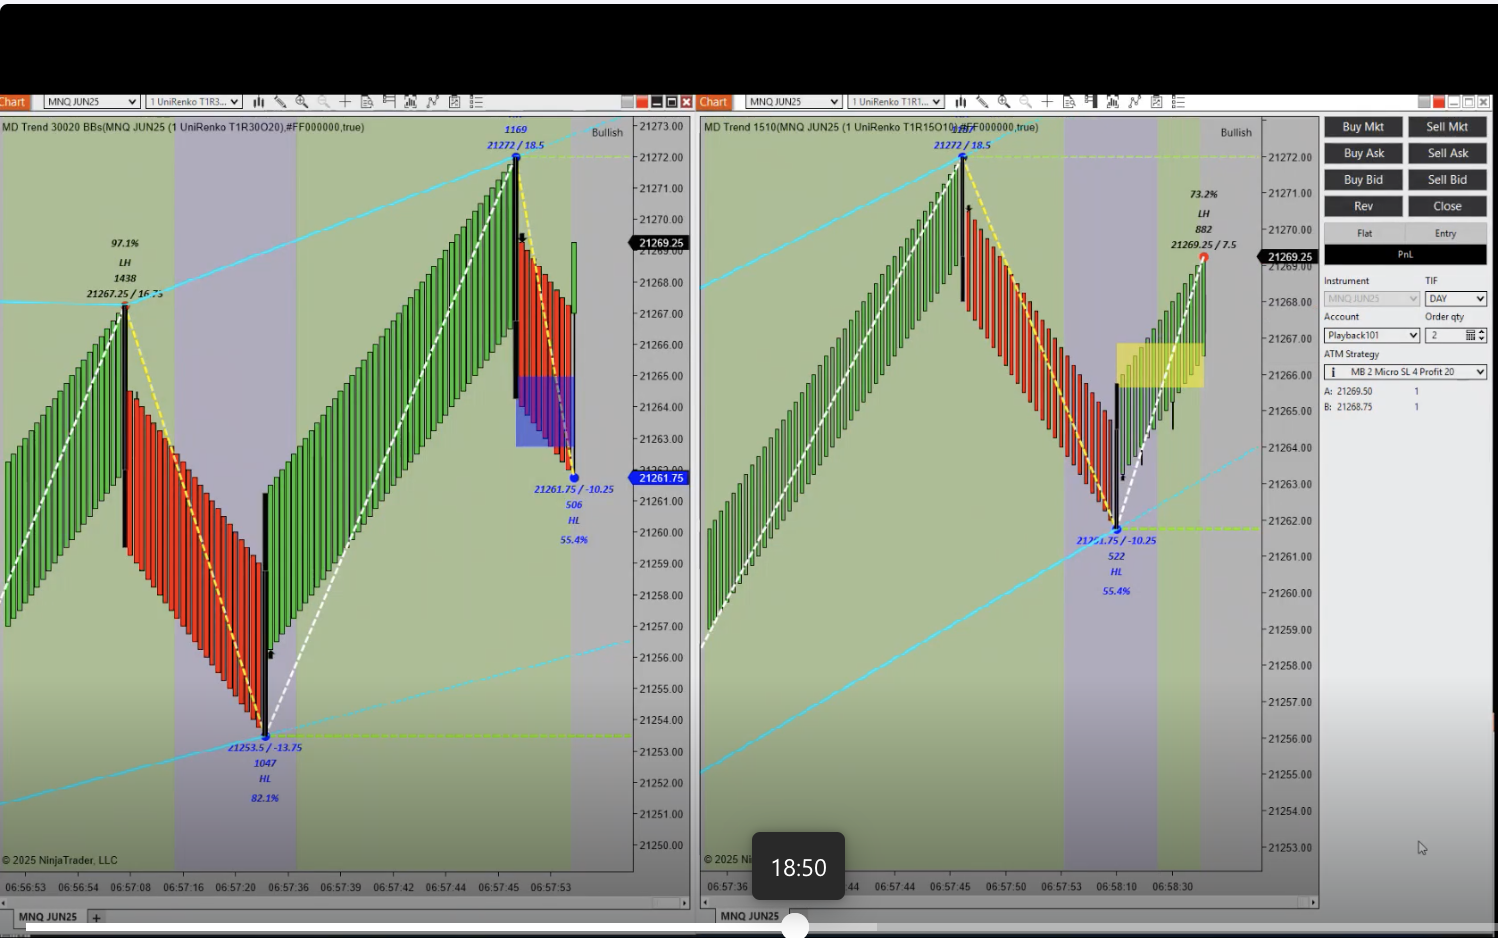 Chart
MNQ JUN25
1 UniRenko T1R3...
Chart
MNQ JUN25
1 UniRenko T1R1...
MD Trend 30020 BBs(MNQ JUN25 (1 UniRenko T1R30O20),#FF000000,true)
Bullish
1169
21272 / 18.5
97.1%
LH
1438
21267.25 / 16.75
21261.75 / -10.25
506
HL
55.4%
21253.5 / -13.75
1047
HL
82.1%
21273.00
21272.00
21271.00
21270.00
21269.25
21269.00
21268.00
21267.00
21266.00
21265.00
21264.00
21263.00
21262.00
21261.75
21261.00
21260.00
21259.00
21258.00
21257.00
21256.00
21255.00
21254.00
21253.00
21252.00
21251.00
21250.00
© 2025 NinjaTrader, LLC
06:56:53 06:56:54 06:57:08 06:57:16 06:57:20 06:57:36 06:57:39 06:57:42 06:57:44 06:57:45 06:57:53
MNQ JUN25 +
MD Trend 1510(MNQ JUN25 (1 UniRenko T1R15O10),#FF000000,true)
Bullish
21272 / 18.5
73.2%
LH
882
21269.25 / 7.5
21261.75 / -10.25
522
HL
55.4%
21272.00
21271.00
21270.00
21269.25
21269.00
21268.00
21267.00
21266.00
21265.00
21264.00
21263.00
21262.00
21261.00
21260.00
21259.00
21258.00
21257.00
21256.00
21255.00
21254.00
21253.00
© 2025 Nin
18:50
06:57:36 :44 06:57:44 06:57:45 06:57:50 06:57:53 06:58:10 06:58:30
MNQ JUN25
Buy Mkt Sell Mkt
Buy Ask Sell Ask
Buy Bid Sell Bid
Rev Close
Flat Entry
PnL
Instrument TIF
MNQ JUN25 DAY
Account Order qty
Playback101 2
ATM Strategy
MB 2 Micro SL 4 Profit 20
A: 21269.50 1
B: 21268.75 1